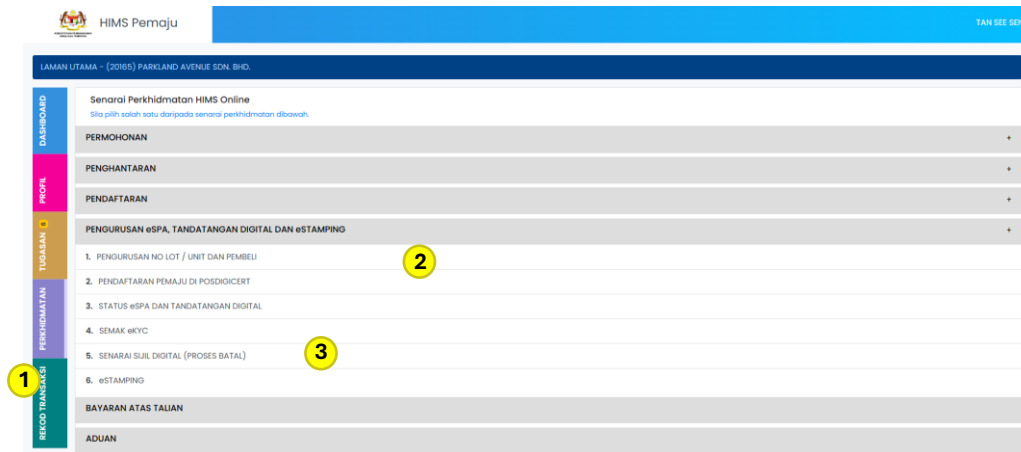 HIMS Pemaju
TAN SEE SEN
LAMAN UTAMA - (20165) PARKLAND AVENUE SDN. BHD.
DASHBOARD
PROFIL
TUGASAN
PERKHIDMATAN
REKOD TRANSAKSI
Senarai Perkhidmatan HIMS Online
Sila pilih salah satu daripada senarai perkhidmatan dibawah.
PERMOHONAN +
PENGHANTARAN +
PENDAFTARAN +
PENGURUSAN eSPA, TANDATANGAN DIGITAL DAN eSTAMPING +
1. PENGURUSAN NO LOT / UNIT DAN PEMBELI
2
2. PENDAFTARAN PEMAJU DI POSDIGICERT
3. STATUS eSPA DAN TANDATANGAN DIGITAL
4. SEMAK eKYC
5. SENARAI SIJIL DIGITAL (PROSES BATAL)
3
6. eSTAMPING
1
BAYARAN ATAS TALIAN
ADUAN